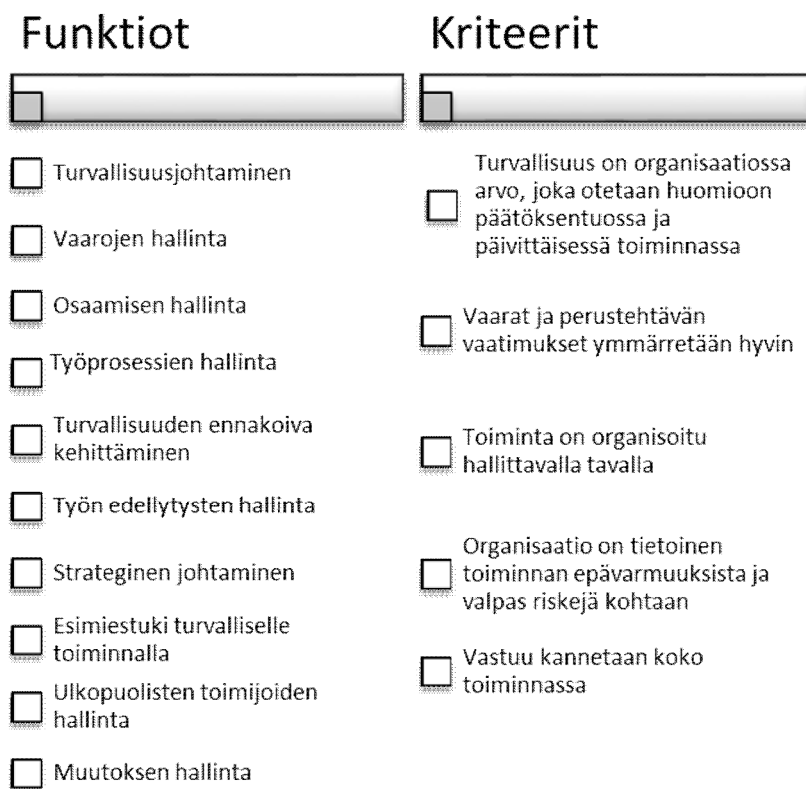 Funktiot
Turvallisuusjohtaminen
Vaarojen hallinta
Osaamisen hallinta
Työprosessien hallinta
Turvallisuuden ennakoiva
kehittäminen
Työn edellytysten hallinta
Strateginen johtaminen
Esimiestuki turvalliselle
toiminnalla
Ulkopuolisten toimijoiden
hallinta
Muutoksen hallinta
Kriteerit
Turvallisuus on organisaatiossa
arvo, joka otetaan huomioon
päätöksentuossa ja
päivittäisessä toiminnassa
Vaarat ja perustehtävän
vaatimukset ymmärretään hyvin
Toiminta on organisoitu
hallittavalla tavalla
Organisaatio on tietoinen
toiminnan epävarmuuksista ja
valpas riskejä kohtaan
Vastuu kannetaan koko
toiminnassa